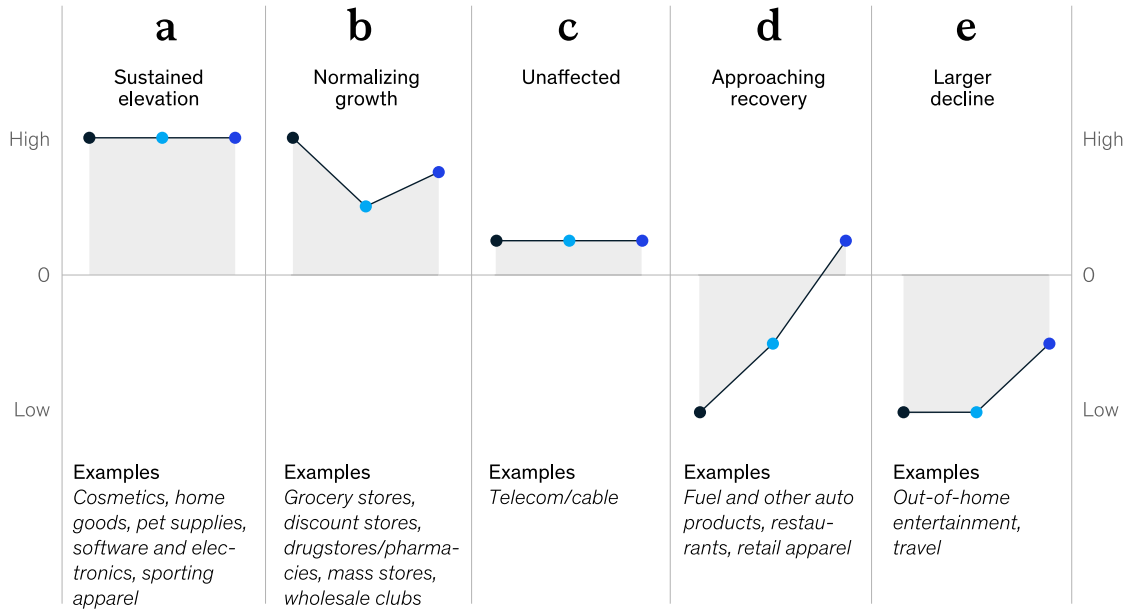 a
b
c
d
e
Sustained
elevation
Normalizing
growth
Unaffected
Approaching
recovery
Larger
decline
High
High
0
0
Low
Low
Examples
Cosmetics, home
goods, pet supplies,
software and elec-
tronics, sporting
apparel
Examples
Grocery stores,
discount stores,
drugstores/pharma-
cies, mass stores,
wholesale clubs
Examples
Telecom/cable
Examples
Fuel and other auto
products, restau-
rants, retail apparel
Examples
Out-of-home
entertainment,
travel